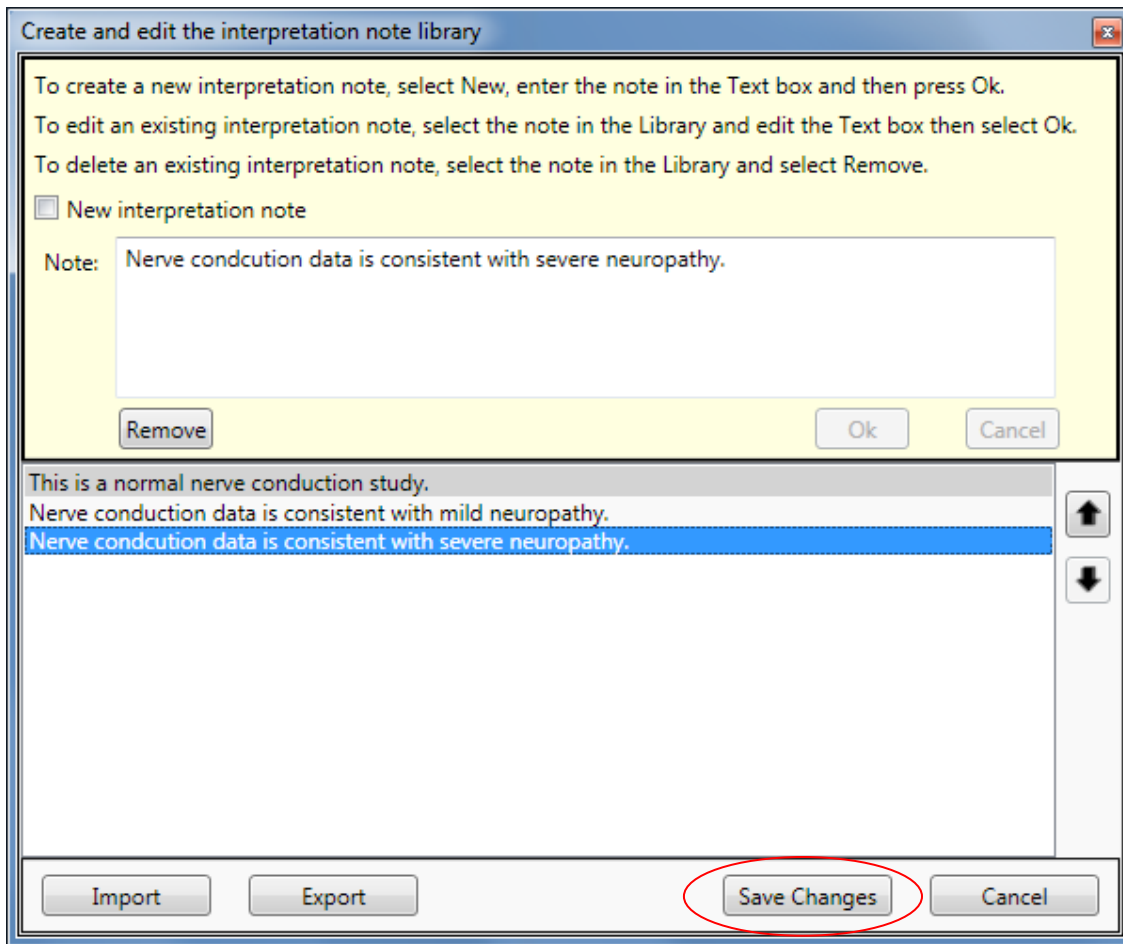 Create and edit the interpretation note library
To create a new interpretation note, select New, enter the note in the Text box and then press Ok.
To edit an existing interpretation note, select the note in the Library and edit the Text box then select Ok.
To delete an existing interpretation note, select the note in the Library and select Remove.
New interpretation note
Note: Nerve condcution data is consistent with severe neuropathy.
Remove Ok Cancel
This is a normal nerve conduction study.
Nerve conduction data is consistent with mild neuropathy.
Nerve condcution data is consistent with severe neuropathy.
Import Export Save Changes Cancel